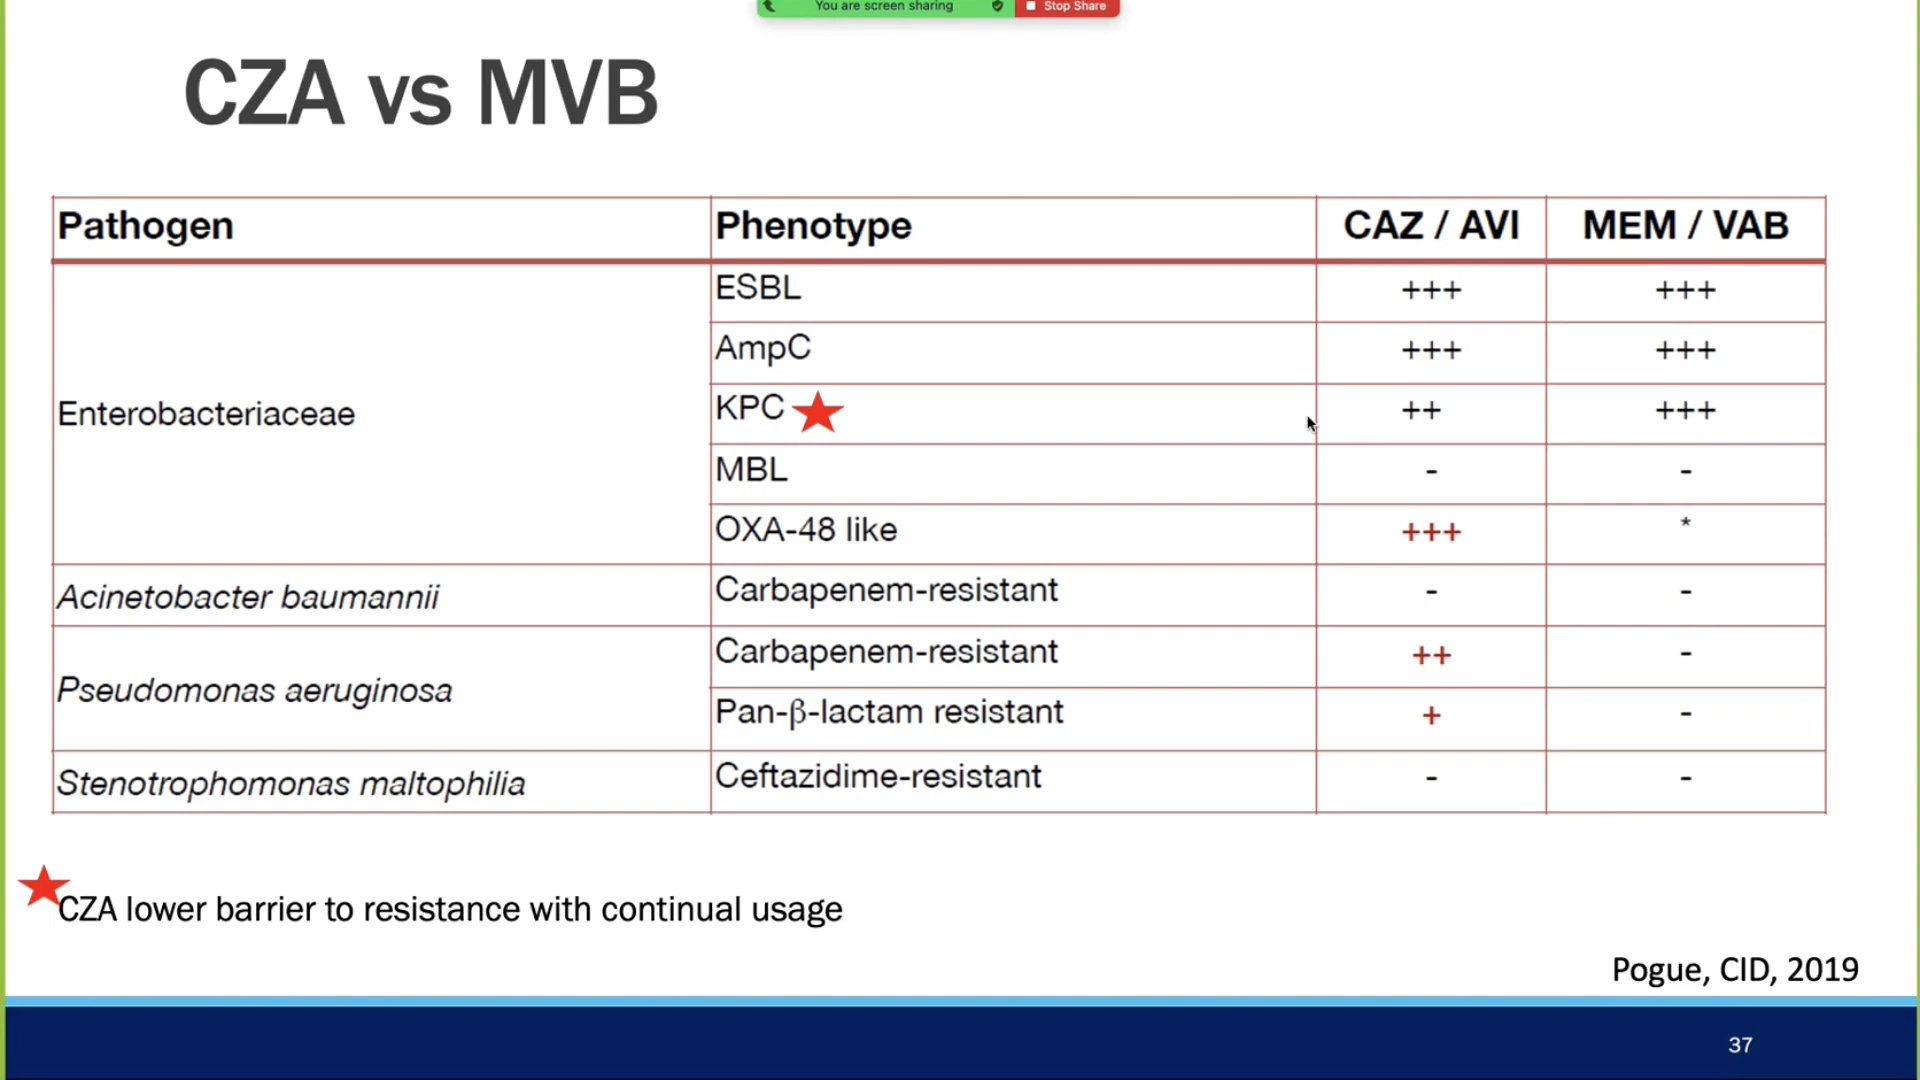 You are screen sharing Stop Share
CZA vs MVB
Pathogen Phenotype CAZ / AVI MEM / VAB
Enterobacteriaceae
ESBL +++ +++
AmpC +++ +++
KPC ++ +++
MBL - -
OXA-48 like +++ *
Acinetobacter baumannii Carbapenem-resistant - -
Pseudomonas aeruginosa
Carbapenem-resistant ++ -
Pan-β-lactam resistant + -
Stenotrophomonas maltophilia Ceftazidime-resistant - -
CZA lower barrier to resistance with continual usage
Pogue, CID, 2019
37